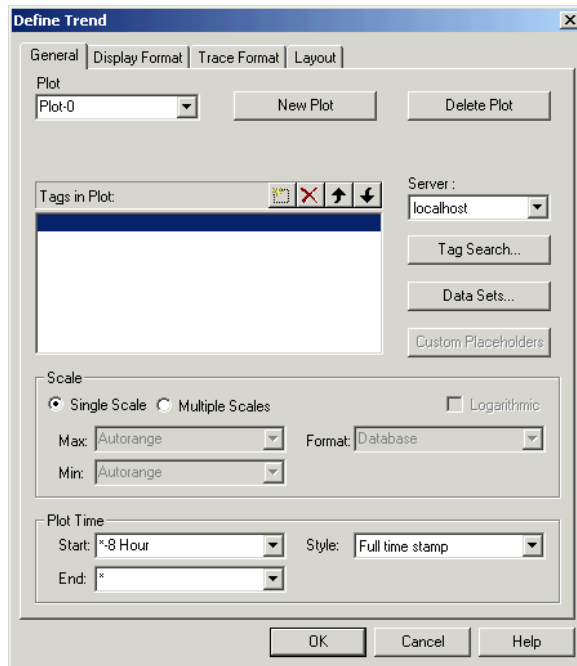 Define Trend
General Display Format Trace Format Layout
Plot
Plot-0 New Plot Delete Plot
Tags in Plot: Server :
localhost
Tag Search...
Data Sets...
Custom Placeholders
Scale
Single Scale Multiple Scales Logarithmic
Max: Autorange Format: Database
Min: Autorange
Plot Time
Start: *-8 Hour Style: Full time stamp
End: *
OK Cancel Help